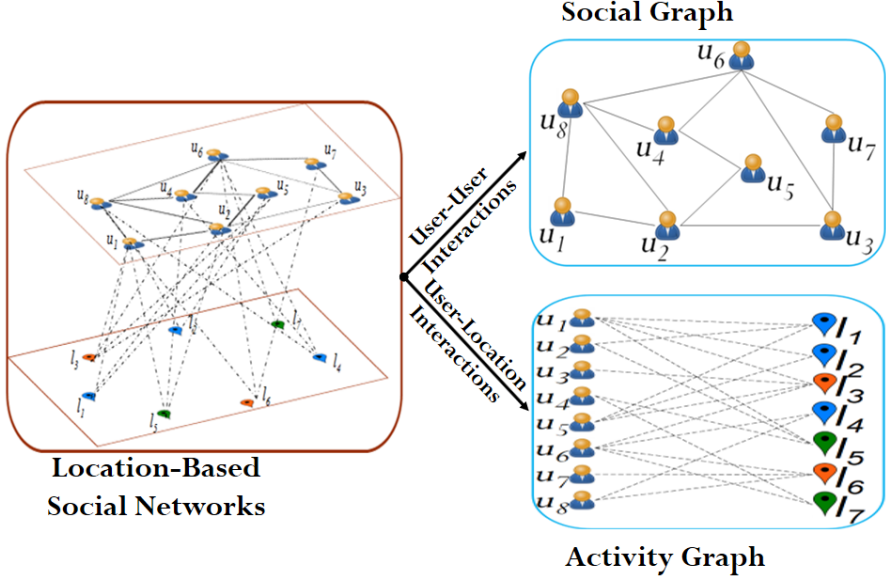 Social Graph
u6
u8
u4
u7
u5
u1
u2
u3
u6
u7
u8
u4
u5
u3
u2
u1
l3
l4
l1
l5
l6
User-User
Interactions
User-Location
Interactions
u1
u2
u3
u4
u5
u6
u7
u8
l1
l2
l3
l4
l5
l6
l7
Location-Based
Social Networks
Activity Graph